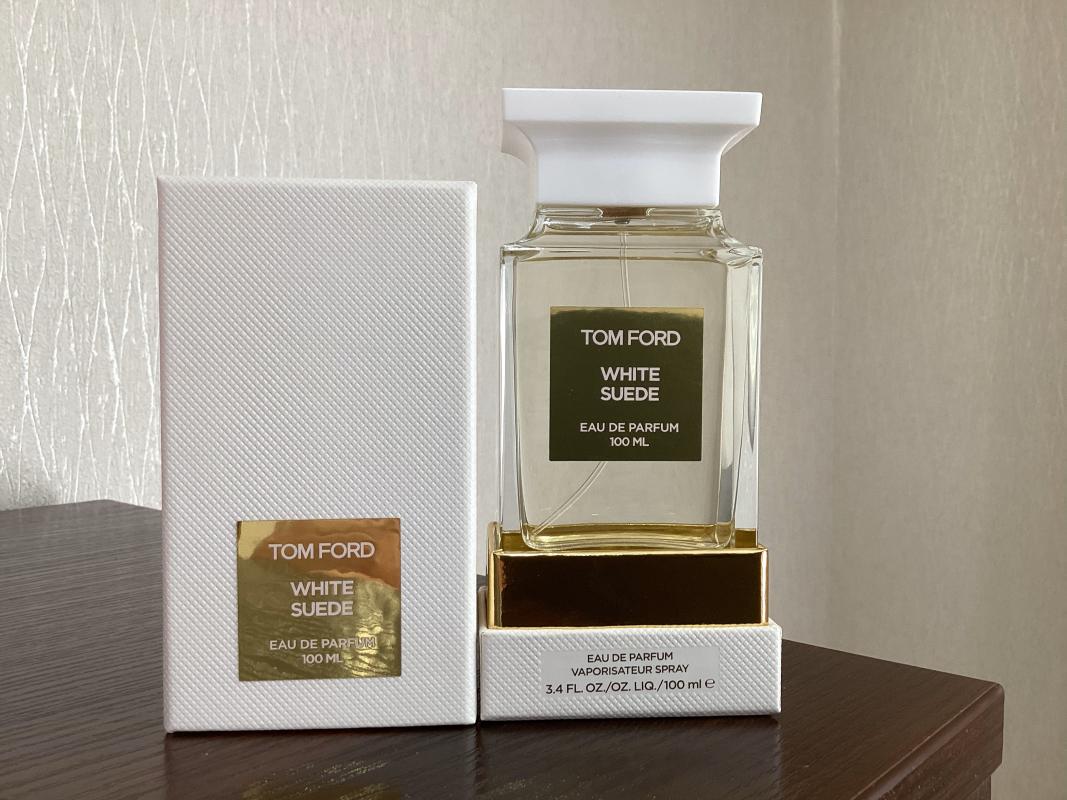 TOM FORD
WHITE
SUEDE
EAU DE PARFUM
100 ML
TOM FORD
WHITE
SUEDE
EAU DE PARFUM
100 ML
EAU DE PARFUM
VAPORISATEUR SPRAY
3.4 FL. OZ./OZ. LIQ./100 ml ℮